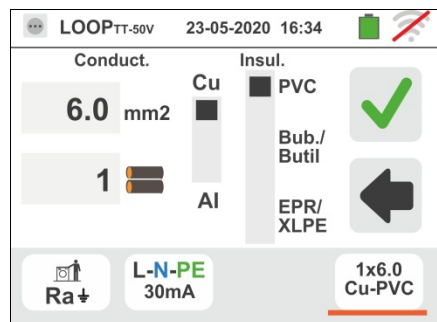 LOOPTT-50V 23-05-2020 16:34
Conduct. Insul.
Cu PVC
6.0 mm2
Bub./
Butil
1
Al EPR/
XLPE
Ra
L-N-PE
30mA
1x6.0
Cu-PVC